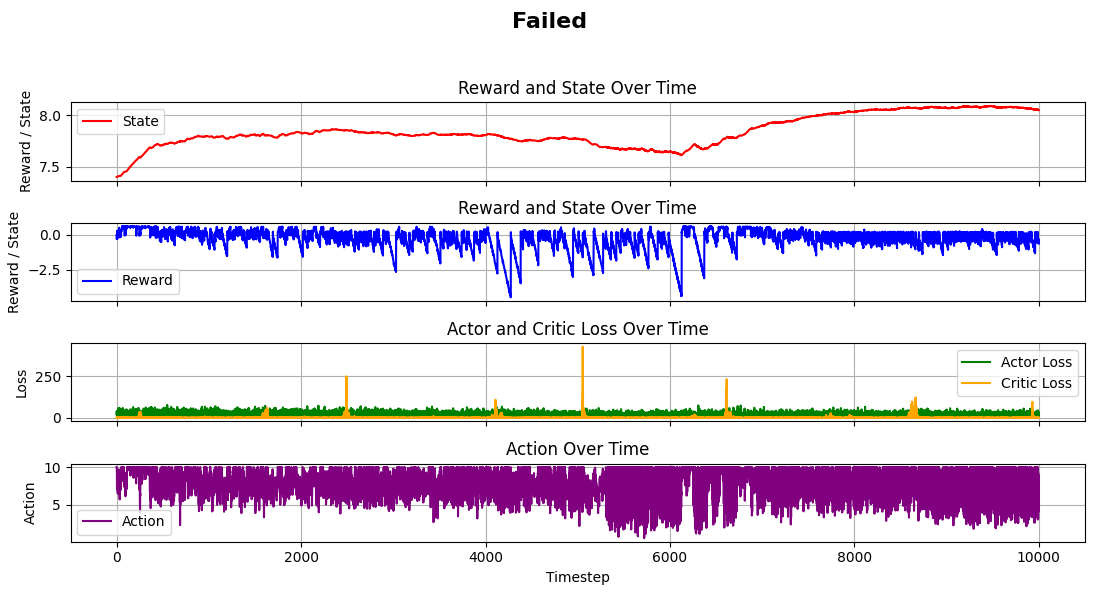 Failed
Reward and State Over Time
Reward / State
8.0
7.5
State
Reward and State Over Time
Reward / State
0.0
−2.5
Reward
Actor and Critic Loss Over Time
Loss
250
0
Actor Loss
Critic Loss
Action Over Time
Action
10
5
Action
0 2000 4000 6000 8000 10000
Timestep